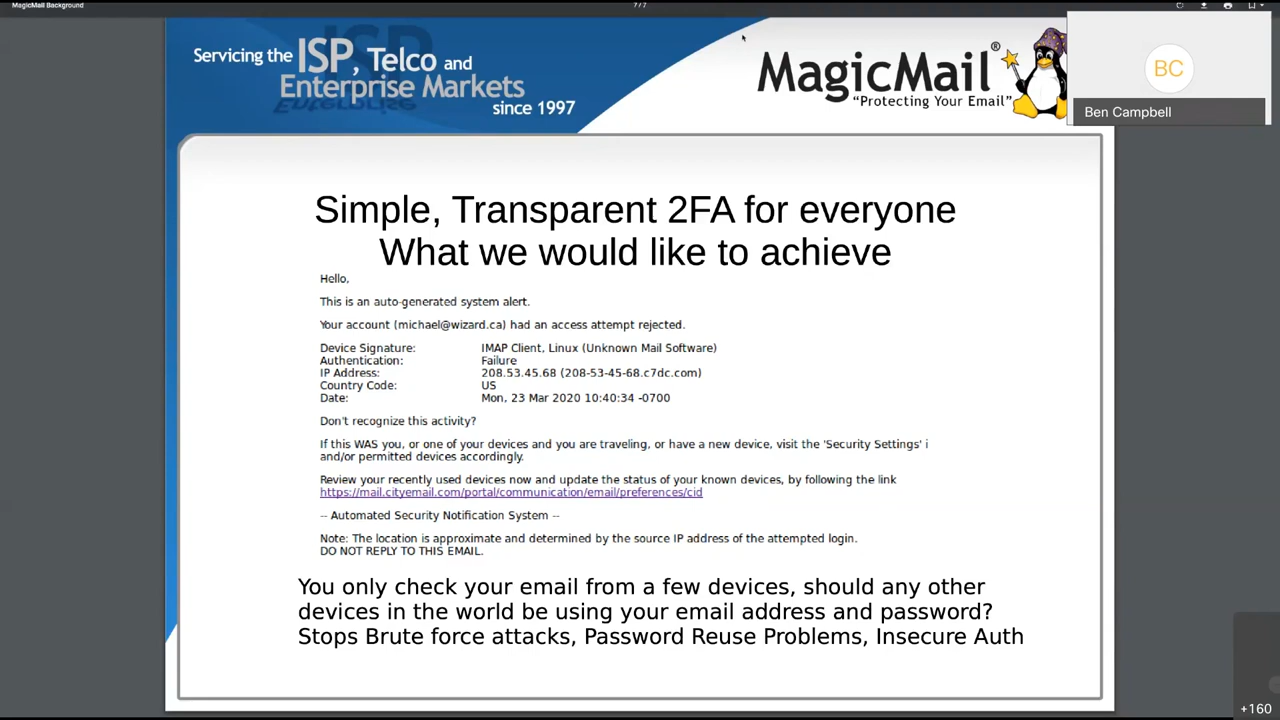 MagicMail Background
7 / 7
Servicing the ISP, Telco and
Enterprise Markets
since 1997
MagicMail®
"Protecting Your Email"
BC
Ben Campbell
Simple, Transparent 2FA for everyone
What we would like to achieve
Hello,
This is an auto-generated system alert.
Your account (michael@wizard.ca) had an access attempt rejected.
Device Signature: IMAP Client, Linux (Unknown Mail Software)
Authentication: Failure
IP Address: 208.53.45.68 (208-53-45-68.c7dc.com)
Country Code: US
Date: Mon, 23 Mar 2020 10:40:34 -0700
Don't recognize this activity?
If this WAS you, or one of your devices and you are traveling, or have a new device, visit the 'Security Settings' i
and/or permitted devices accordingly.
Review your recently used devices now and update the status of your known devices, by following the link
https://mail.cityemail.com/portal/communication/email/preferences/cid
-- Automated Security Notification System --
Note: The location is approximate and determined by the source IP address of the attempted login.
DO NOT REPLY TO THIS EMAIL.
You only check your email from a few devices, should any other
devices in the world be using your email address and password?
Stops Brute force attacks, Password Reuse Problems, Insecure Auth
+160